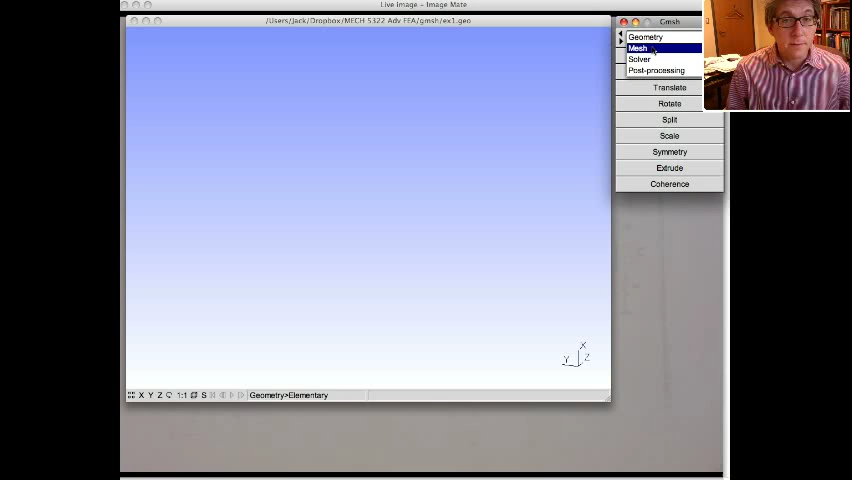 Live image - Image Mate
/Users/Jack/Dropbox/MECH 5322 Adv FEA/gmsh/ex1.geo
Gmsh
Geometry
Mesh
Solver
Post-processing
Translate
Rotate
Split
Scale
Symmetry
Extrude
Coherence
X
Y Z
X Y Z 1:1 S Geometry>Elementary